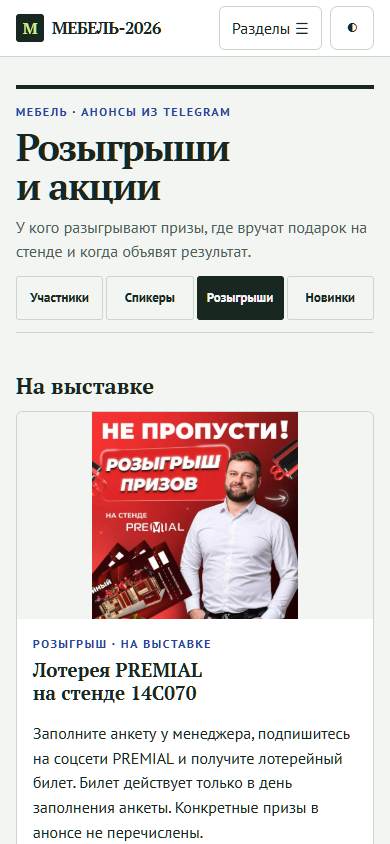 М МЕБЕЛЬ-2026
Разделы ☰
МЕБЕЛЬ · АНОНСЫ ИЗ TELEGRAM
Розыгрыши
и акции
У кого разыгрывают призы, где вручат подарок на
стенде и когда объявят результат.
Участники
Спикеры
Розыгрыши
Новинки
На выставке
НЕ ПРОПУСТИ!
РОЗЫГРЫШ
ПРИЗОВ
НА СТЕНДЕ
PREMIAL
РОЗЫГРЫШ · НА ВЫСТАВКЕ
Лотерея PREMIAL
на стенде 14C070
Заполните анкету у менеджера, подпишитесь
на соцсети PREMIAL и получите лотерейный
билет. Билет действует только в день
заполнения анкеты. Конкретные призы в
анонсе не перечислены.